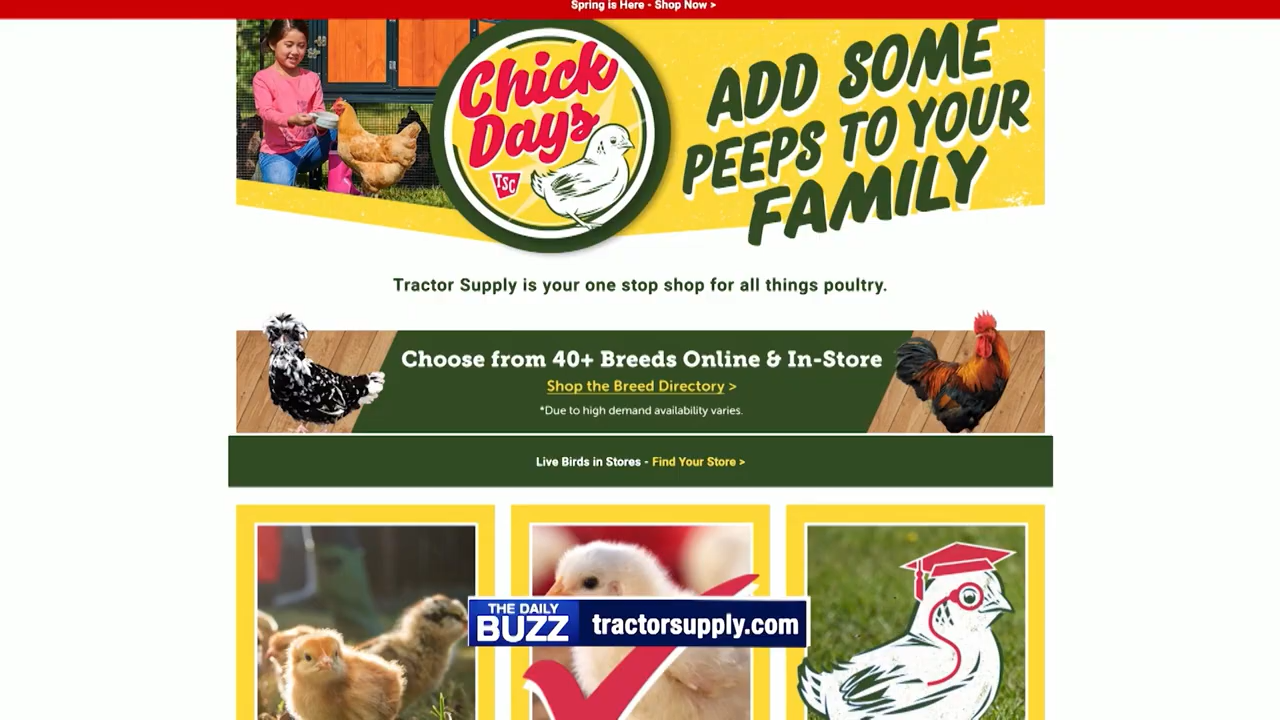 Spring is Here - Shop Now >
Chick
Days
TSC
ADD SOME
PEEPS TO YOUR
FAMILY
Tractor Supply is your one stop shop for all things poultry.
Choose from 40+ Breeds Online & In-Store
Shop the Breed Directory >
*Due to high demand availability varies.
Live Birds in Stores - Find Your Store >
THE DAILY
BUZZ
tractorsupply.com